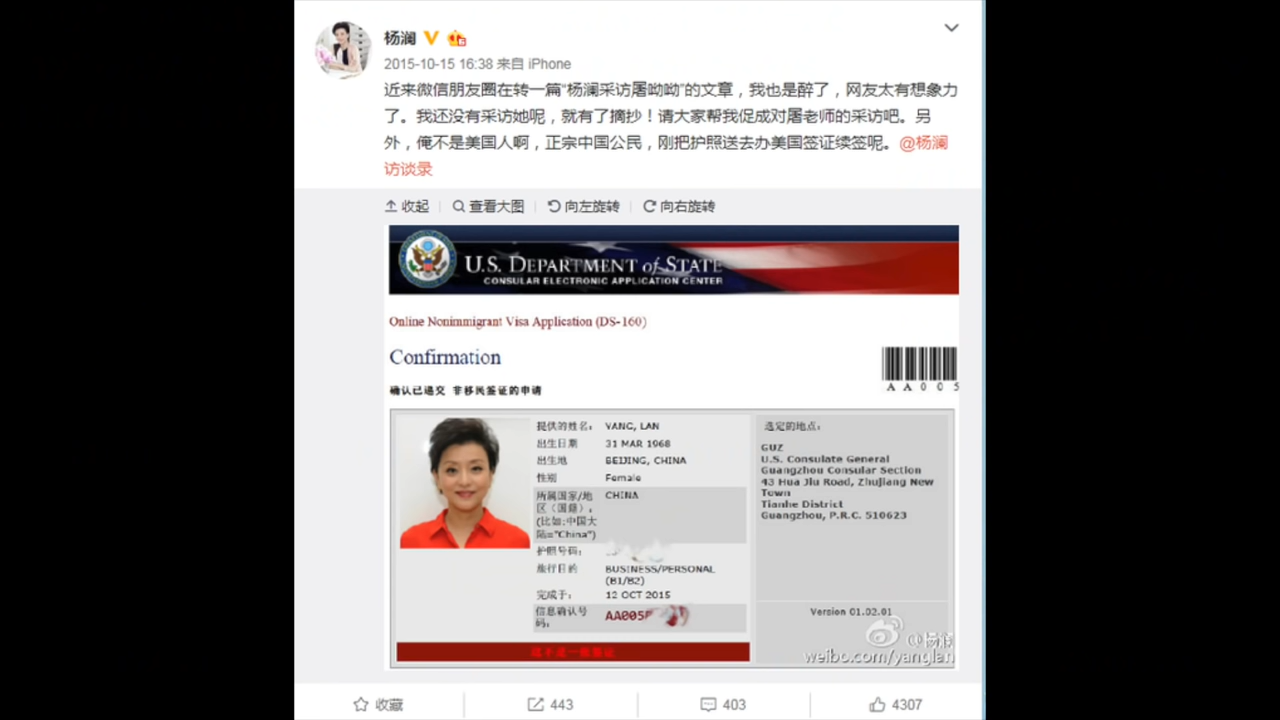 杨澜
2015-10-15 16:38 来自 iPhone
近来微信朋友圈在转一篇“杨澜采访屠呦呦”的文章，我也是醉了，网友太有想象力
了。我还没有采访她呢，就有了摘抄！请大家帮我促成对屠老师的采访吧。另
外，俺不是美国人啊，正宗中国公民，刚把护照送去办美国签证续签呢。@杨澜
访谈录
收起 查看大图 向左旋转 向右旋转
U.S. DEPARTMENT of STATE
CONSULAR ELECTRONIC APPLICATION CENTER
Online Nonimmigrant Visa Application (DS-160)
Confirmation
A A 0 0 5
确认已递交 非移民签证的申请
提供的姓名: YANG, LAN
出生日期 31 MAR 1968
出生地 BEIJING, CHINA
性别 Female
所属国家/地 CHINA
区（国籍）。
(比如:中国大
陆="China")
护照号码:
旅行目的 BUSINESS/PERSONAL
(B1/B2)
完成于: 12 OCT 2015
信息确认号 AA005
码:
选定的地点:
GUZ
U.S. Consulate General
Guangzhou Consular Section
43 Hua Jiu Road, Zhujiang New
Town
Tianhe District
Guangzhou, P.R.C. 510623
Version 01.02.01
@杨澜
weibo.com/yanglan
收藏 443 403 4307